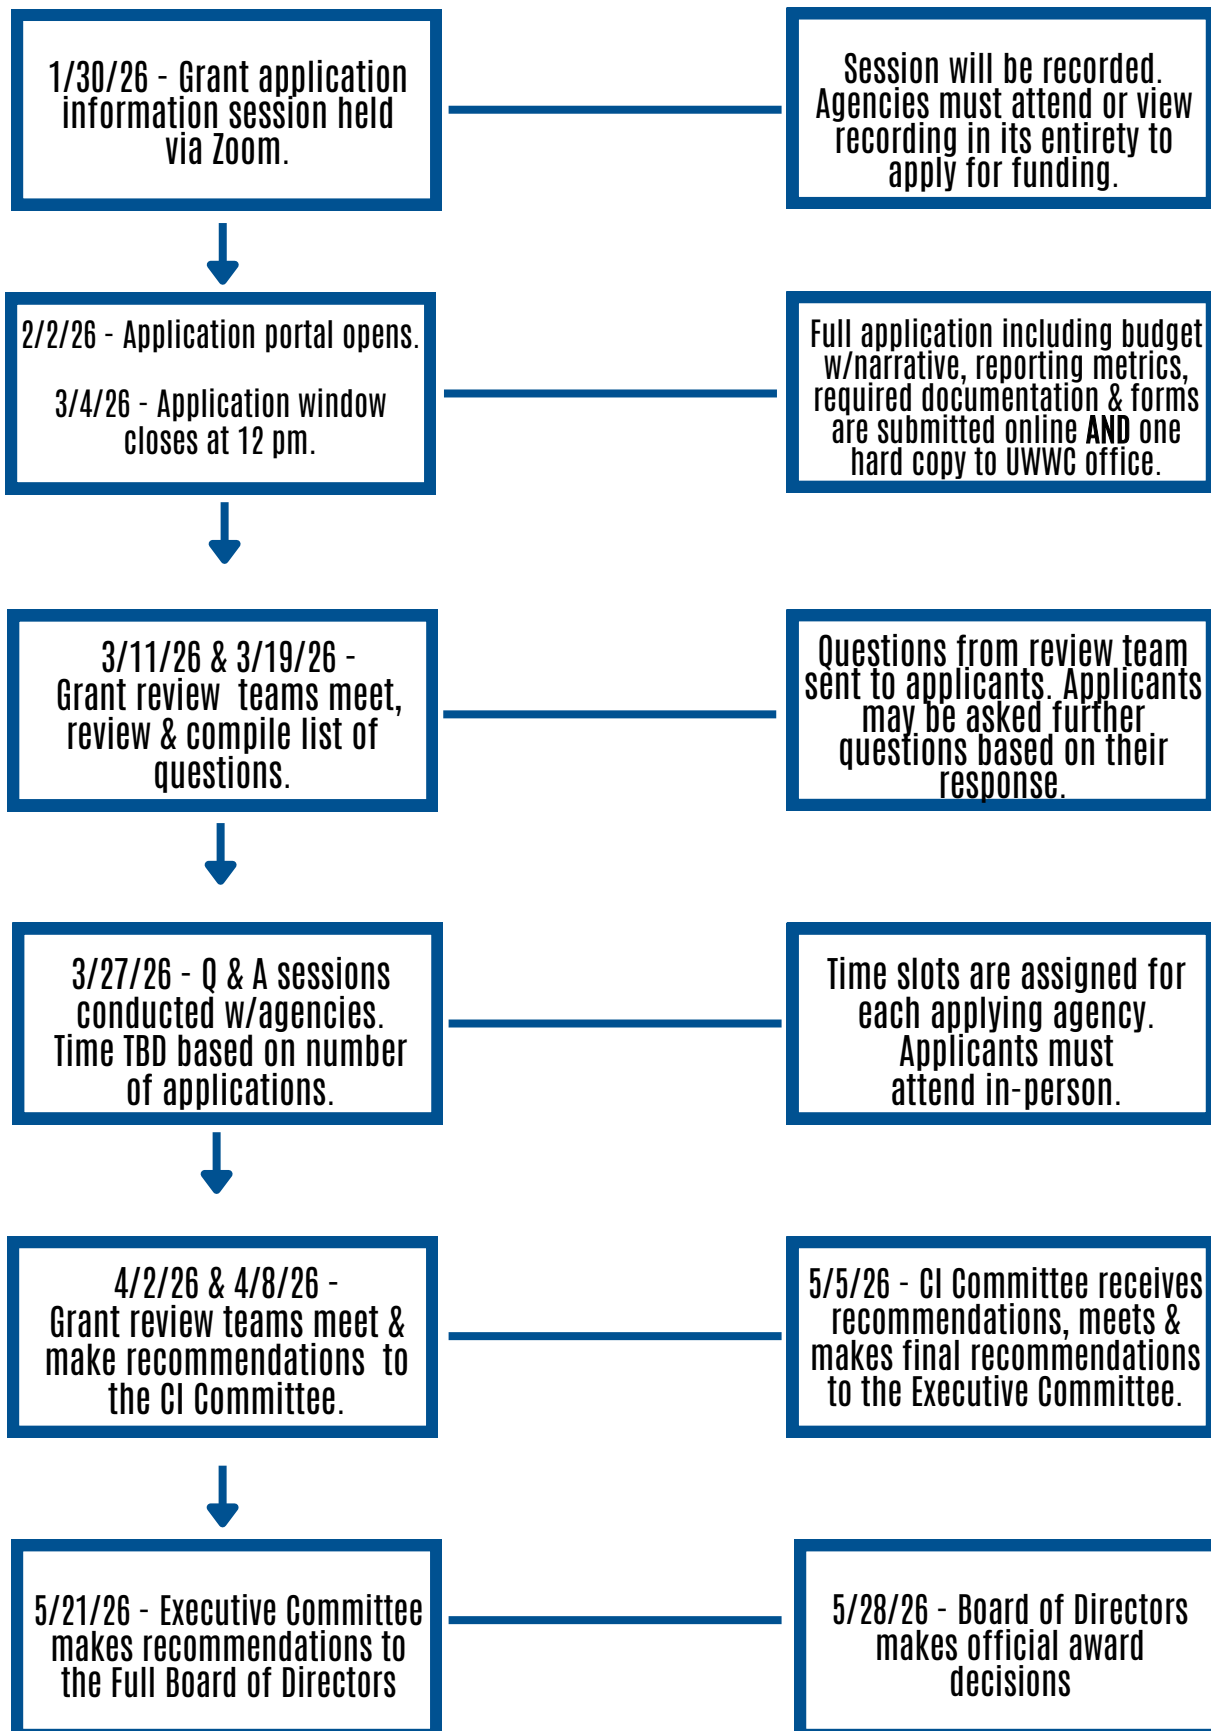 1/30/26 - Grant application
information session held
via Zoom.
Session will be recorded.
Agencies must attend or view
recording in its entirety to
apply for funding.
2/2/26 - Application portal opens.
3/4/26 - Application window
closes at 12 pm.
Full application including budget
w/narrative, reporting metrics,
required documentation & forms
are submitted online AND one
hard copy to UWWC office.
3/11/26 & 3/19/26 -
Grant review teams meet,
review & compile list of
questions.
Questions from review team
sent to applicants. Applicants
may be asked further
questions based on their
response.
3/27/26 - Q & A sessions
conducted w/agencies.
Time TBD based on number
of applications.
Time slots are assigned for
each applying agency.
Applicants must
attend in-person.
4/2/26 & 4/8/26 -
Grant review teams meet &
make recommendations to
the CI Committee.
5/5/26 - CI Committee receives
recommendations, meets &
makes final recommendations
to the Executive Committee.
5/21/26 - Executive Committee
makes recommendations to
the Full Board of Directors
5/28/26 - Board of Directors
makes official award
decisions